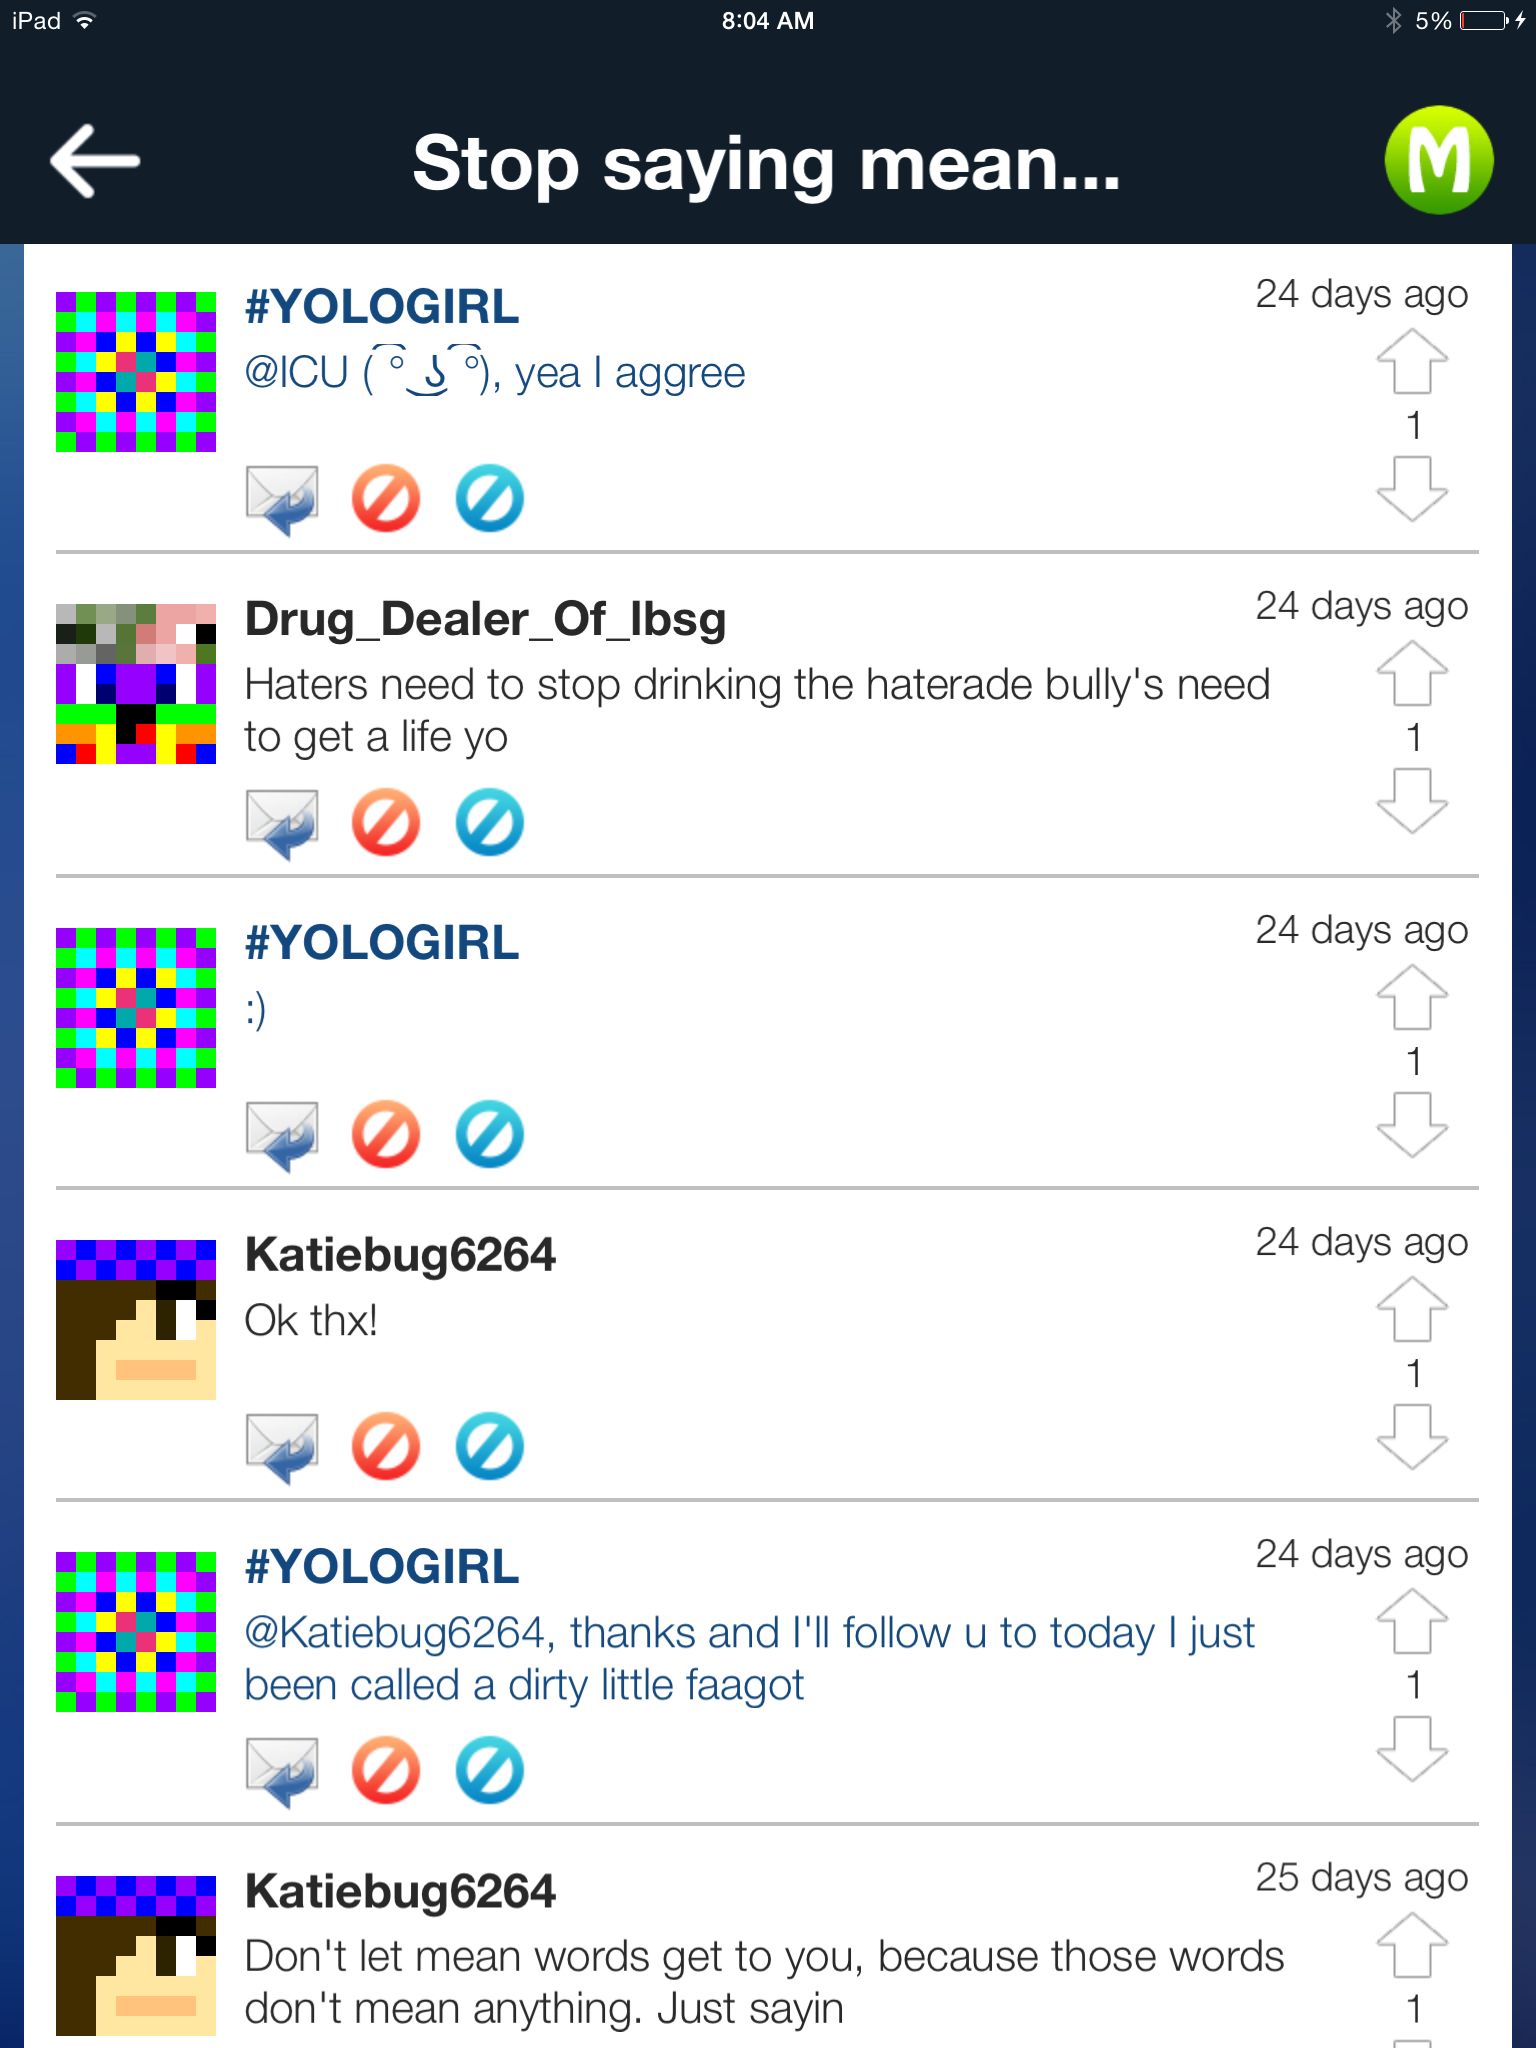 iPad 8:04 AM 5%
Stop saying mean... M
#YOLOGIRL 24 days ago
@ICU ( ͡° ͜ʖ ͡°), yea I aggree
1
Drug_Dealer_Of_lbsg 24 days ago
Haters need to stop drinking the haterade bully's need
to get a life yo
1
#YOLOGIRL 24 days ago
:)
1
Katiebug6264 24 days ago
Ok thx!
1
#YOLOGIRL 24 days ago
@Katiebug6264, thanks and I'll follow u to today I just
been called a dirty little faagot
1
Katiebug6264 25 days ago
Don't let mean words get to you, because those words
don't mean anything. Just sayin
1